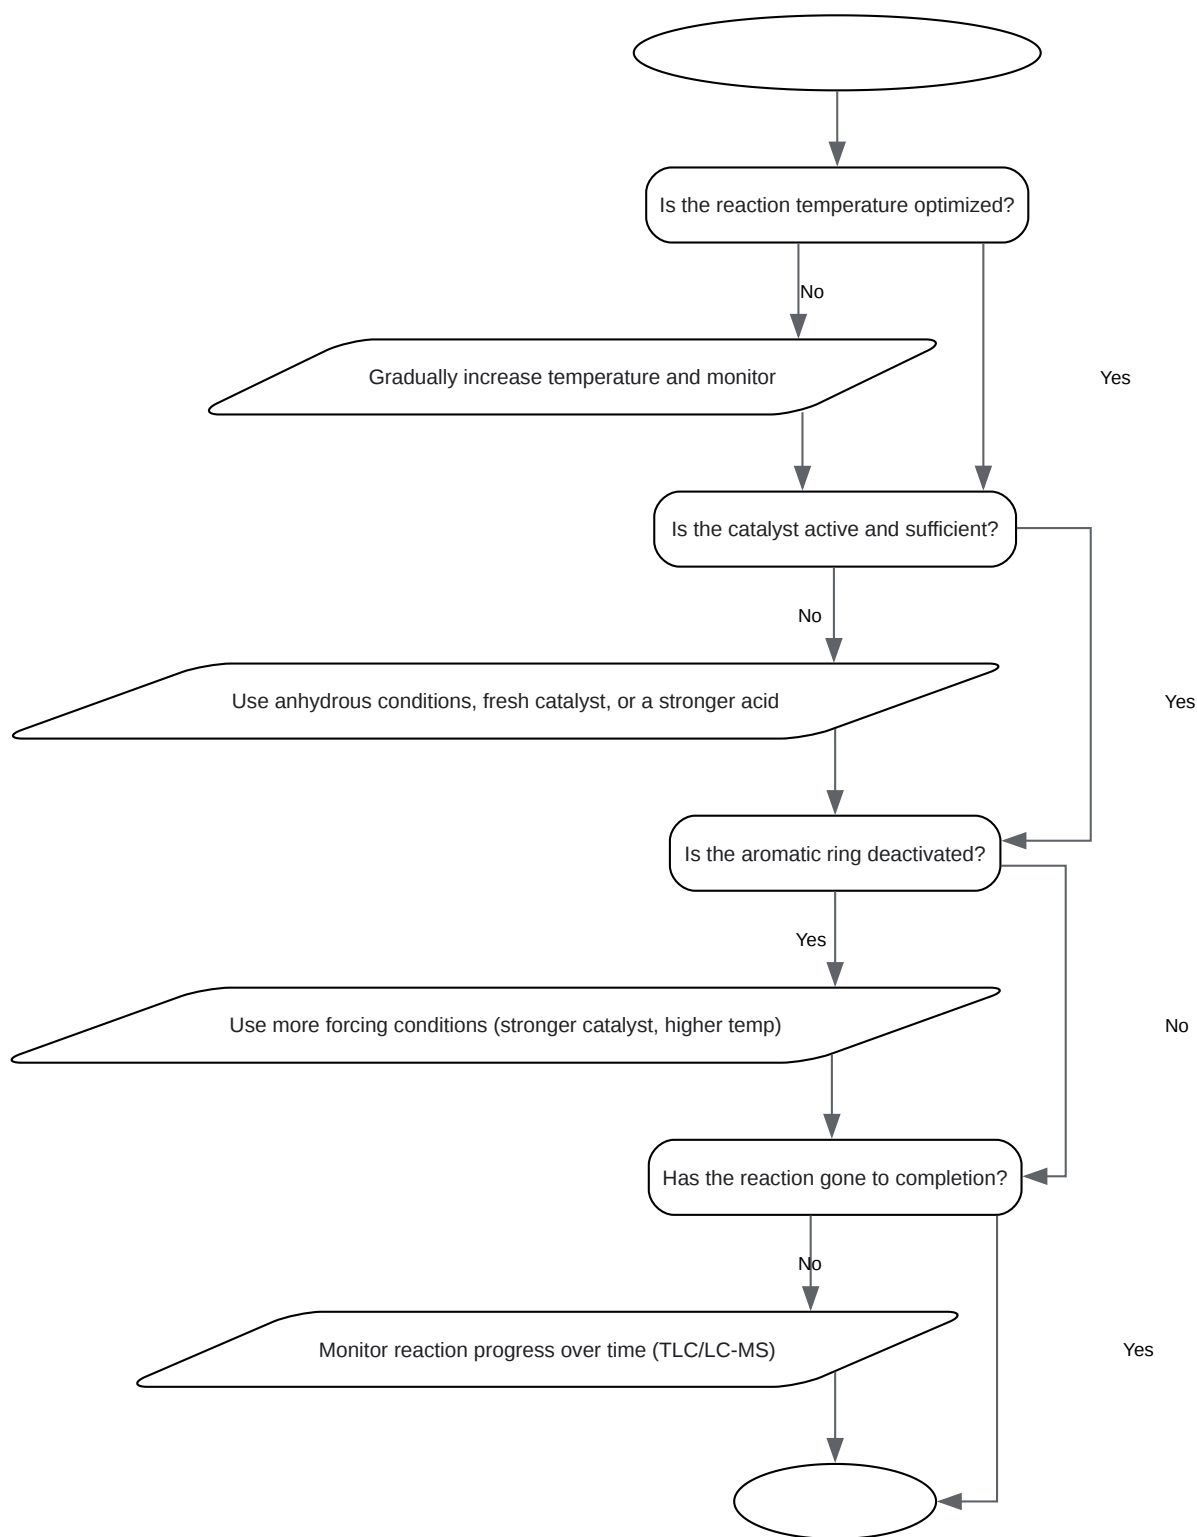 Is the reaction temperature optimized?
No
Gradually increase temperature and monitor
Yes
Is the catalyst active and sufficient?
No
Use anhydrous conditions, fresh catalyst, or a stronger acid
Yes
Is the aromatic ring deactivated?
Yes
Use more forcing conditions (stronger catalyst, higher temp)
No
Has the reaction gone to completion?
No
Monitor reaction progress over time (TLC/LC-MS)
Yes